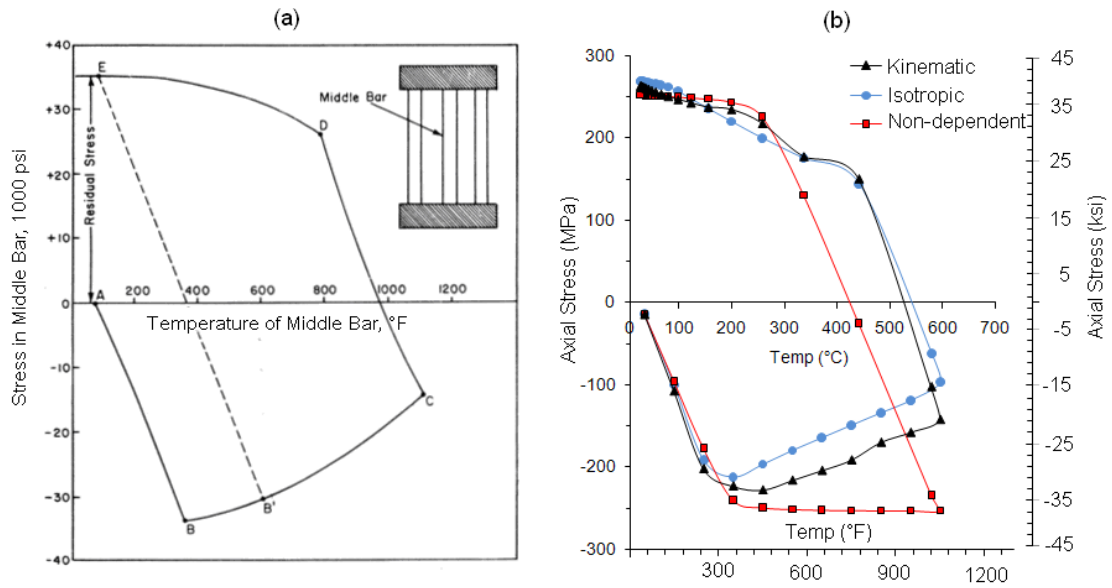 (a)
+40
+30
+20
+10
0
-10
-20
-30
-40
Stress in Middle Bar, 1000 psi
E
Residual Stress
A
D
Middle Bar
200 400 600 800 1000 1200
Temperature of Middle Bar, °F
B
B'
C
(b)
300
200
100
0
-100
-200
-300
Axial Stress (MPa)
Kinematic
Isotropic
Non-dependent
0 100 200 300 400 500 600 700
Temp (°C)
Temp (°F)
300 600 900 1200
45
35
25
15
5
-5
-15
-25
-35
-45
Axial Stress (ksi)